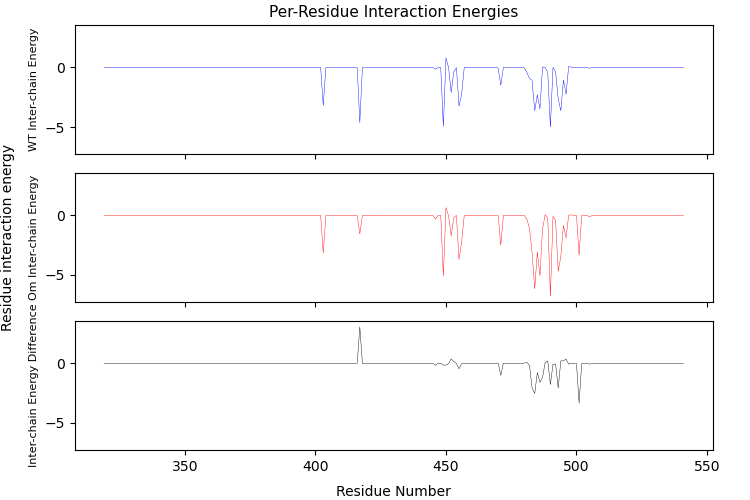 Per-Residue Interaction Energies
WT Inter-chain Energy
0
−5
Om Inter-chain Energy
0
−5
Residue interaction energy
Inter-chain Energy Difference
0
−5
350
400
450
500
550
Residue Number